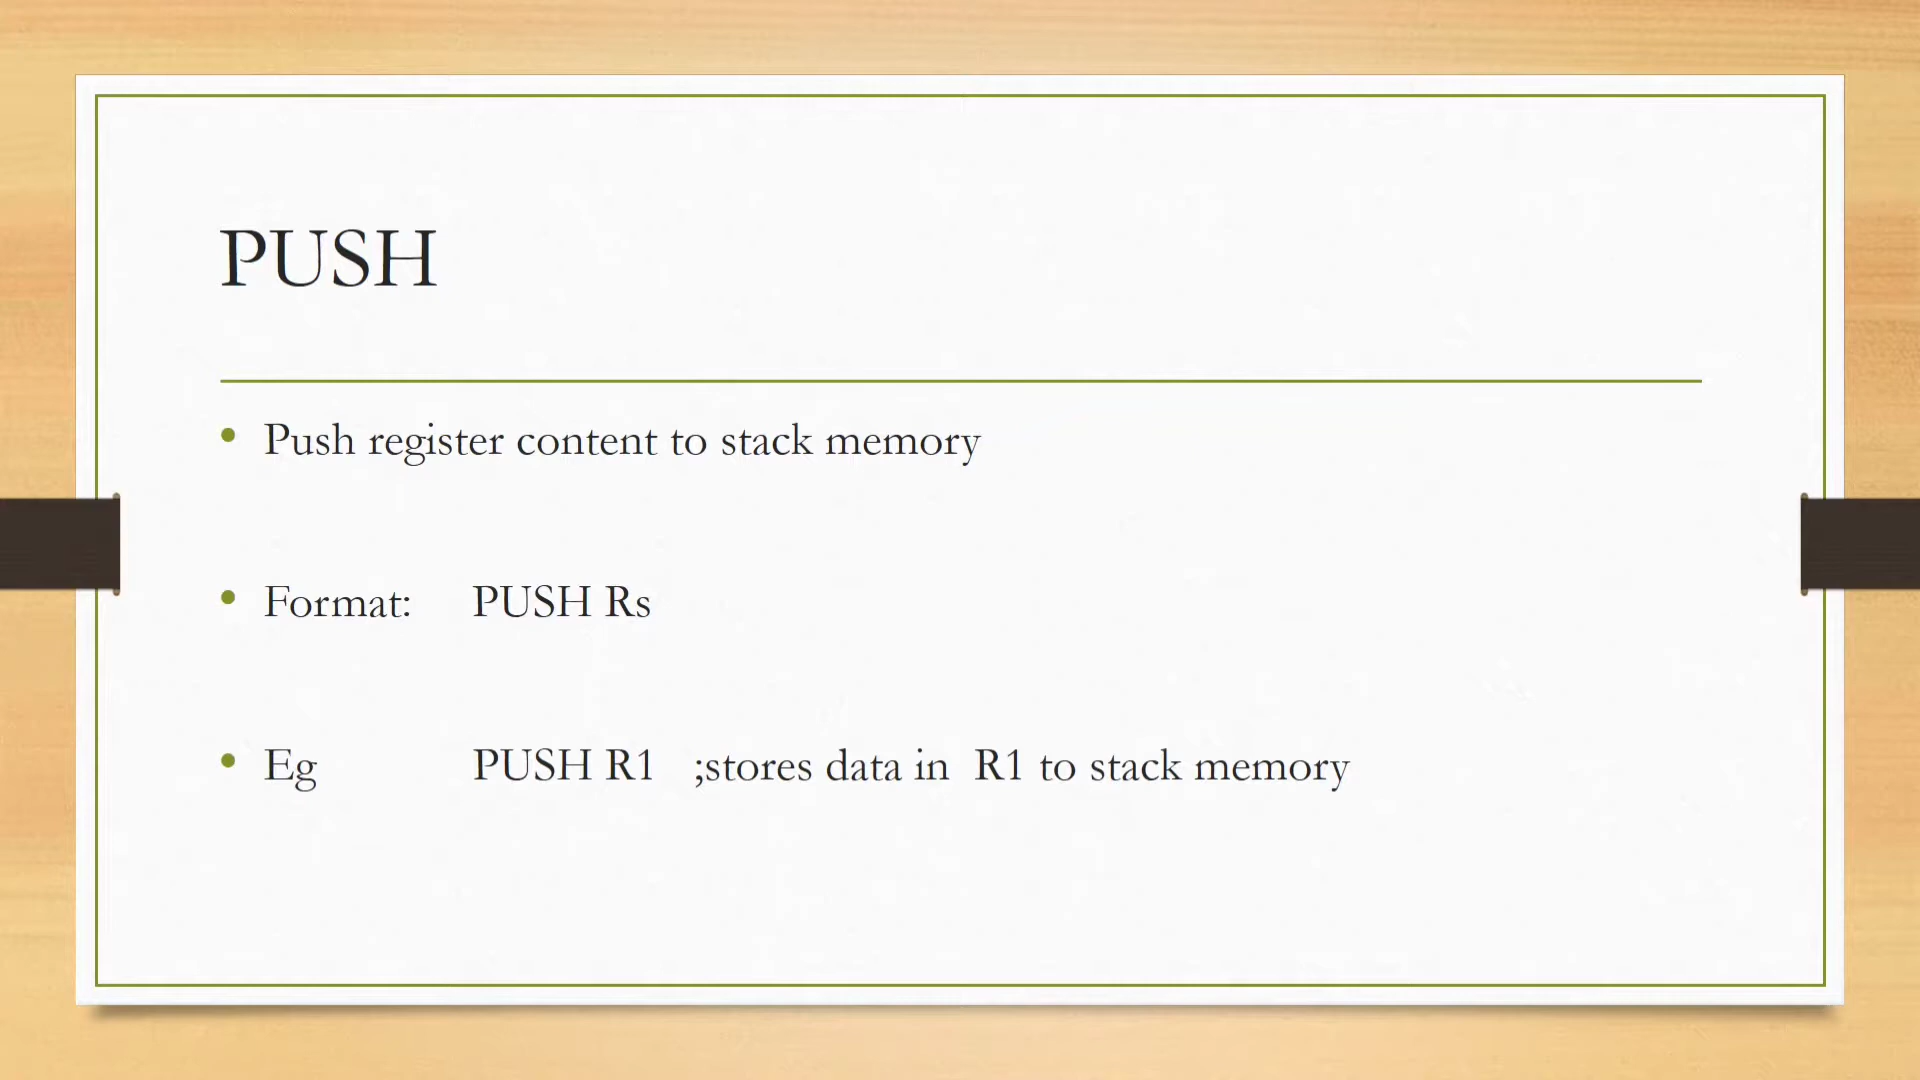 PUSH
• Push register content to stack memory
• Format: PUSH Rs
• Eg PUSH R1 ;stores data in R1 to stack memory